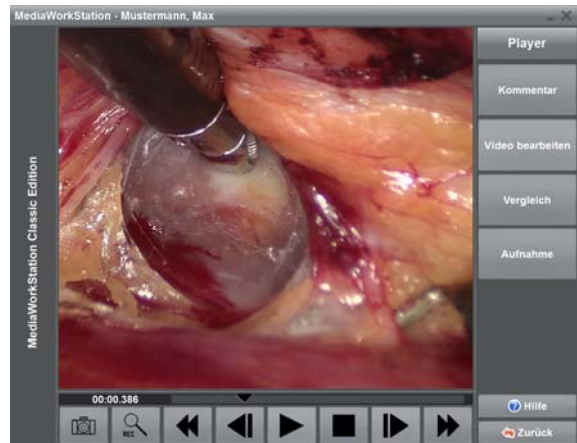 MediaWorkStation - Mustermann, Max
MediaWorkStation Classic Edition
Player
Kommentar
Video bearbeiten
Vergleich
Aufnahme
00:00.386
REC
Hilfe
Zurück